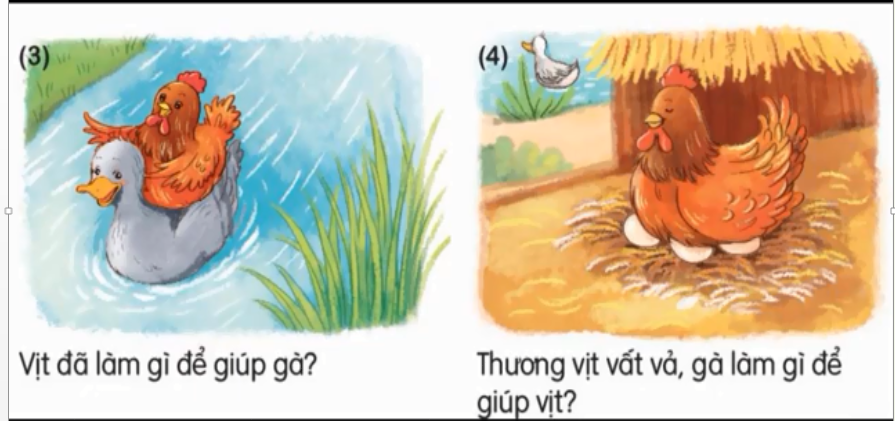 (3)
(4)
Vịt đã làm gì để giúp gà?
Thương vịt vất vả, gà làm gì để
giúp vịt?